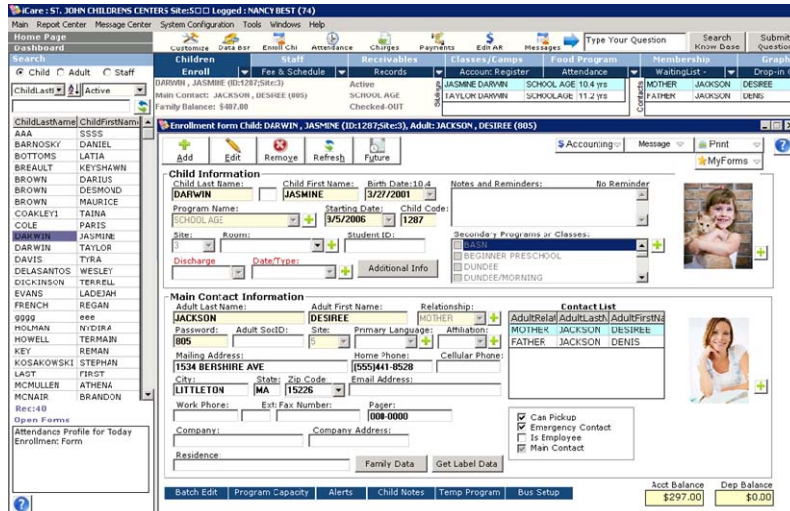 iCare : ST. JOHN CHILDRENS CENTERS Site:5 Logged : NANCY BEST (74)
Main Report Center Message Center System Configuration Tools Windows Help
Home Page
Dashboard
Customize Data Bar Enroll Chi Attendance Charges Payments Edit AR Messages
Type Your Question
Search Know Base
Submit Question
Search
Child Adult Staff
ChildLastN Active
Children Staff Receivables Classes/Camps Food Program Membership Graph
Enroll Fee & Schedule Records Account Register Attendance WaitingList - Drop-in
DARWIN , JASMINE (ID:1287;Site:3) Active
Main Contact: JACKSON , DESIREE (805) SCHOOL AGE
Family Balance: $407.00 Checked-OUT
Siblings
JASMINE DARWIN SCHOOL AGE 10.4 yrs
TAYLOR DARWIN SCHOOL AGE 11.2 yrs
Contacts
MOTHER JACKSON DESIREE
FATHER JACKSON DENIS
ChildLastName ChildFirstName
AAA SSSS
BARNOSKY DANIEL
BOTTOMS LATIA
BREAULT KEYSHAWN
BROWN DARIUS
BROWN DESMOND
BROWN MAURICE
COAKLEY1 TAINA
COLE PARIS
DARWIN JASMINE
DARWIN TAYLOR
DAVIS TYRA
DELASANTOS WESLEY
DICKINSON TERRELL
EVANS LADEJAH
FRENCH REGAN
gggg eee
HOLMAN NYDIRA
HOWELL TERMAIN
KEY REMAN
KOSAKOWSKI STEPHAN
LAST FIRST
MCMULLEN ATHENA
MCNAIR BRANDON
Rec:40
Open Forms
Attendance Profile for Today
Enrollment Form
Enrollment Form Child: DARWIN , JASMINE (ID:1287;Site:3), Adult: JACKSON , DESIREE (805)
Add Edit Remove Refresh Future
$ Accounting Message Print
MyForms
Child Information
Child Last Name: Child First Name: Birth Date:10.4 Notes and Reminders: No Reminder
DARWIN JASMINE 3/27/2001
Program Name: Starting Date: Child Code:
SCHOOL AGE 3/5/2006 1287
Site: Room: Student ID: Secondary Programs or Classes:
3
BASN
BEGINNER PRESCHOOL
DUNDEE
DUNDEE/MORNING
Discharge Date/Type:
Additional Info
Main Contact Information
Adult Last Name: Adult First Name: Relationship:
JACKSON DESIREE MOTHER
Password: Adult SocID: Site: Primary Language: Affiliation:
805 5
Mailing Address: Home Phone: Cellular Phone:
1534 BERSHIRE AVE (555)441-8528
City: State: Zip Code Email Address:
LITTLETON MA 15226
Work Phone: Ext: Fax Number: Pager:
000-0000
Company: Company Address:
Residence:
Family Data Get Label Data
Contact List
AdultRelat AdultLastN AdultFirstNa
MOTHER JACKSON DESIREE
FATHER JACKSON DENIS
Can Pickup
Emergency Contact
Is Employee
Main Contact
Batch Edit Program Capacity Alerts Child Notes Temp Program Bus Setup
Acct Balance Dep Balance
$297.00 $0.00